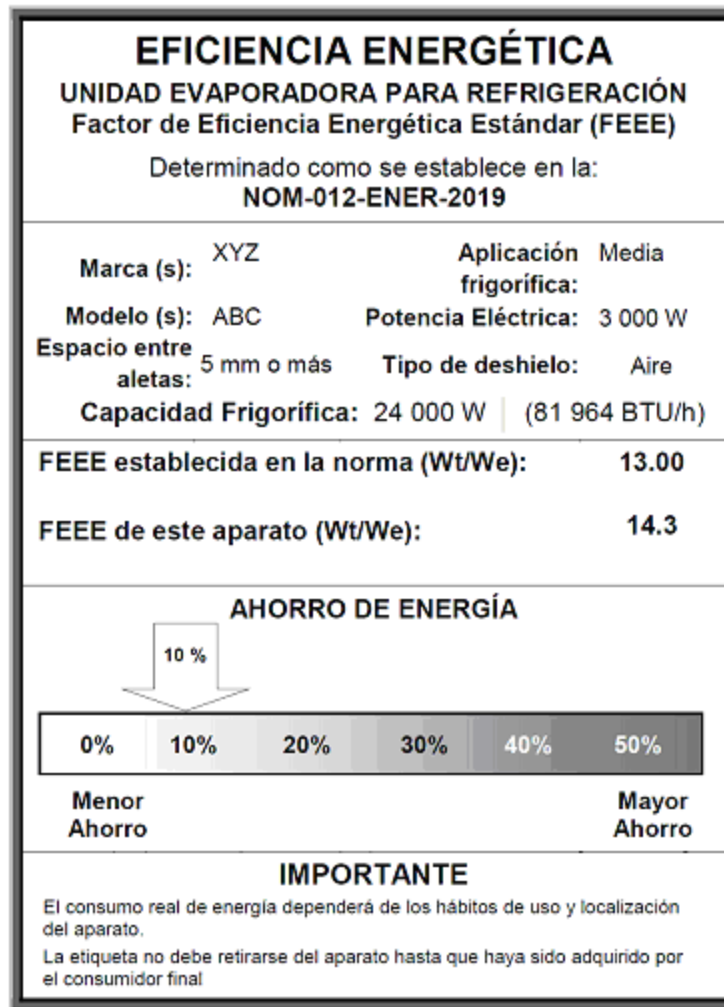 EFICIENCIA ENERGÉTICA
UNIDAD EVAPORADORA PARA REFRIGERACIÓN
Factor de Eficiencia Energética Estándar (FEEE)
Determinado como se establece en la:
NOM-012-ENER-2019
Marca (s): XYZ Aplicación frigorífica: Media
Modelo (s): ABC Potencia Eléctrica: 3 000 W
Espacio entre aletas: 5 mm o más Tipo de deshielo: Aire
Capacidad Frigorífica: 24 000 W (81 964 BTU/h)
FEEE establecida en la norma (Wt/We): 13.00
FEEE de este aparato (Wt/We): 14.3
AHORRO DE ENERGÍA
10 %
0% 10% 20% 30% 40% 50%
Menor Ahorro Mayor Ahorro
IMPORTANTE
El consumo real de energía dependerá de los hábitos de uso y localización
del aparato.
La etiqueta no debe retirarse del aparato hasta que haya sido adquirido por
el consumidor final